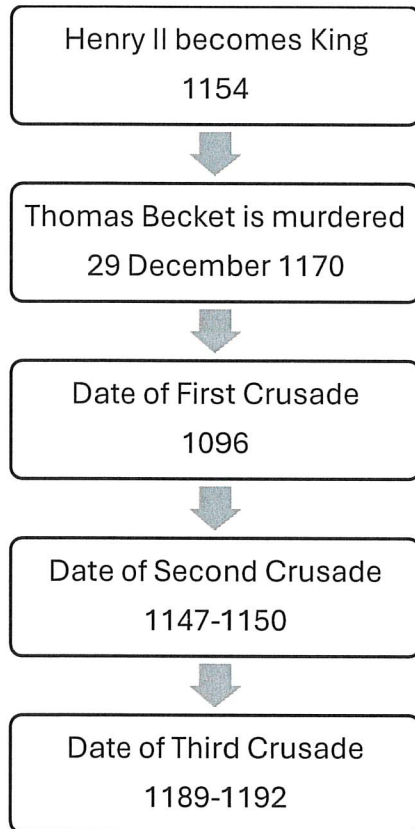 Henry II becomes King
1154
Thomas Becket is murdered
29 December 1170
Date of First Crusade
1096
Date of Second Crusade
1147-1150
Date of Third Crusade
1189-1192